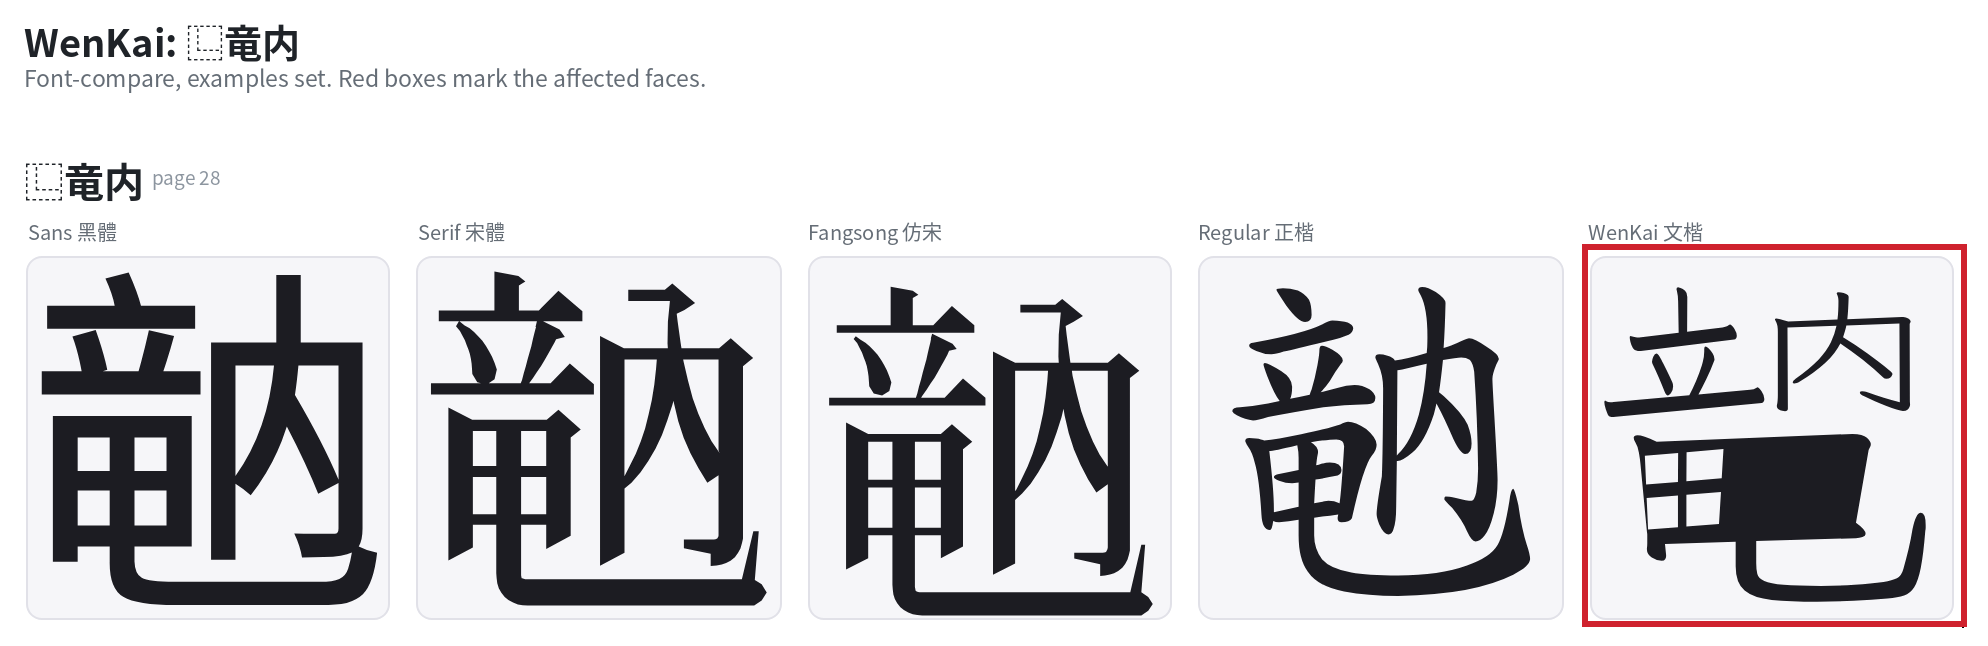 WenKai: ⿺竜内
Font-compare, examples set. Red boxes mark the affected faces.
⿺竜内 page 28
Sans 黑體
Serif 宋體
Fangsong 仿宋
Regular 正楷
WenKai 文楷